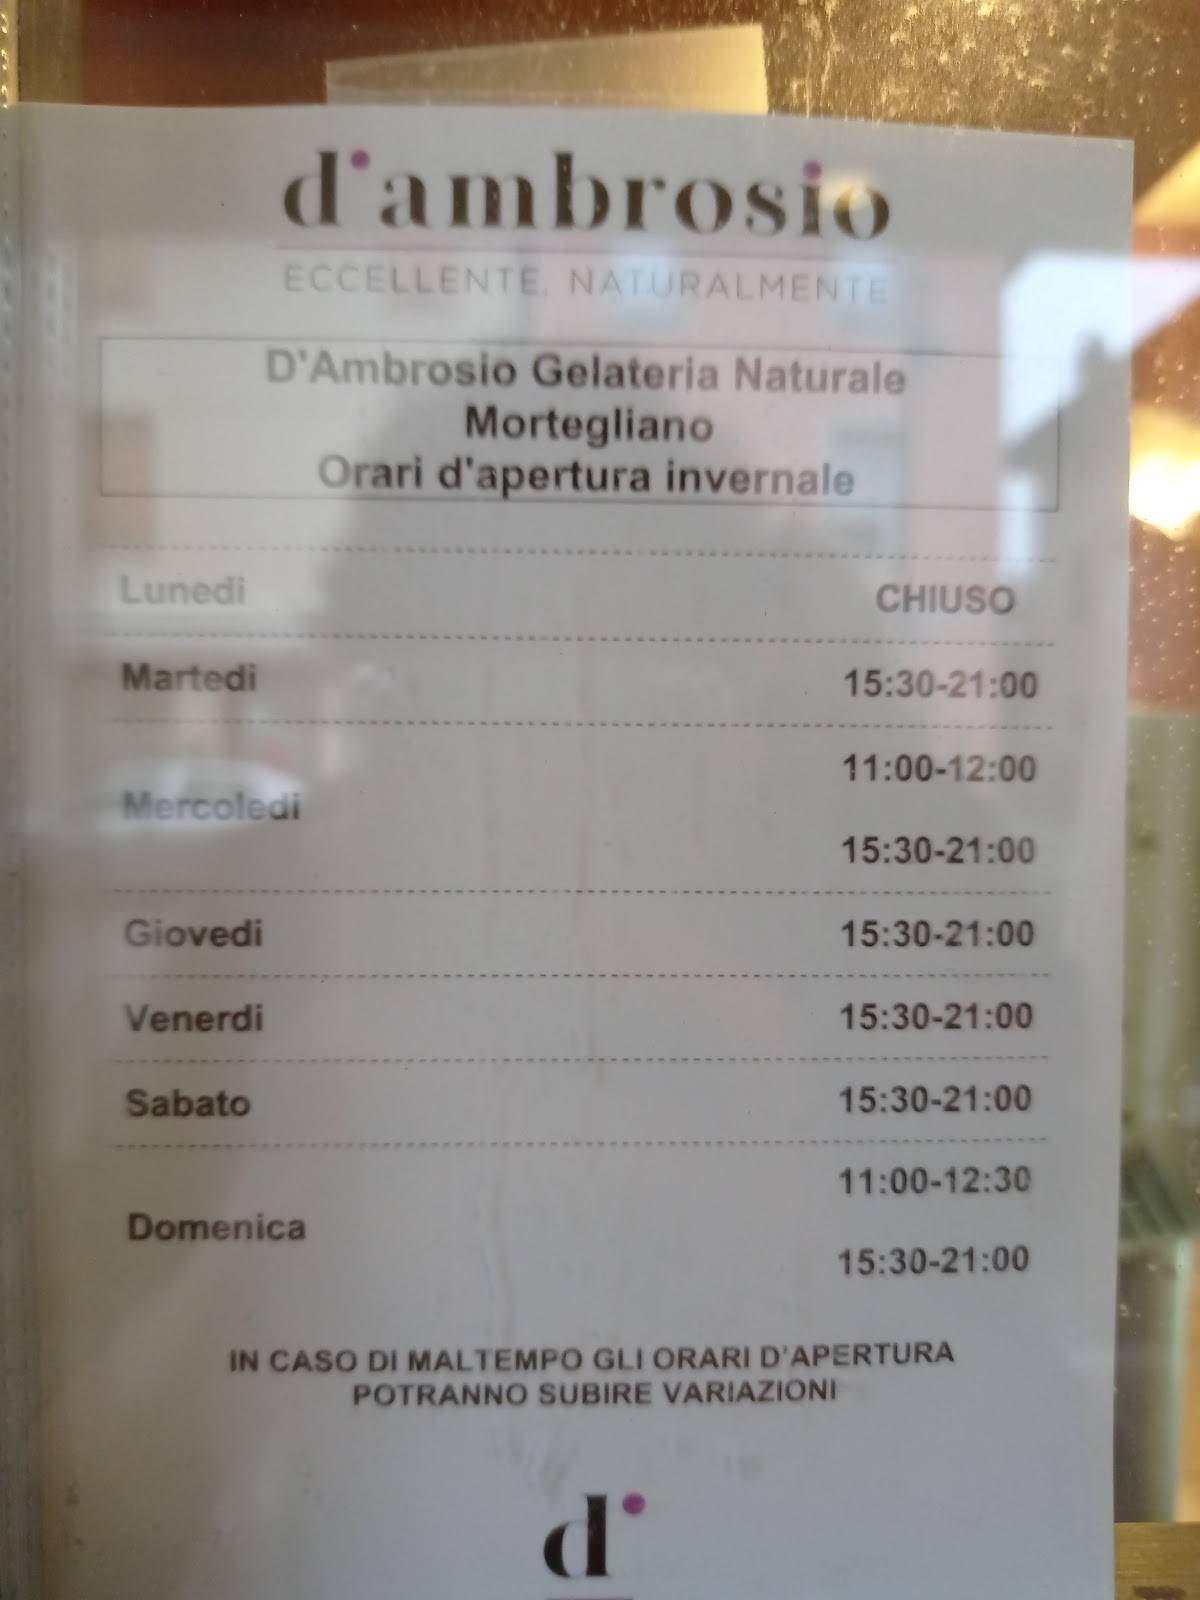 d'ambrosio
ECCELLENTE, NATURALMENTE
D'Ambrosio Gelateria Naturale
Mortegliano
Orari d'apertura invernale
Lunedi CHIUSO
Martedi 15:30-21:00
11:00-12:00
Mercoledi
15:30-21:00
Giovedi 15:30-21:00
Venerdi 15:30-21:00
Sabato 15:30-21:00
11:00-12:30
Domenica
15:30-21:00
IN CASO DI MALTEMPO GLI ORARI D'APERTURA
POTRANNO SUBIRE VARIAZIONI
d'